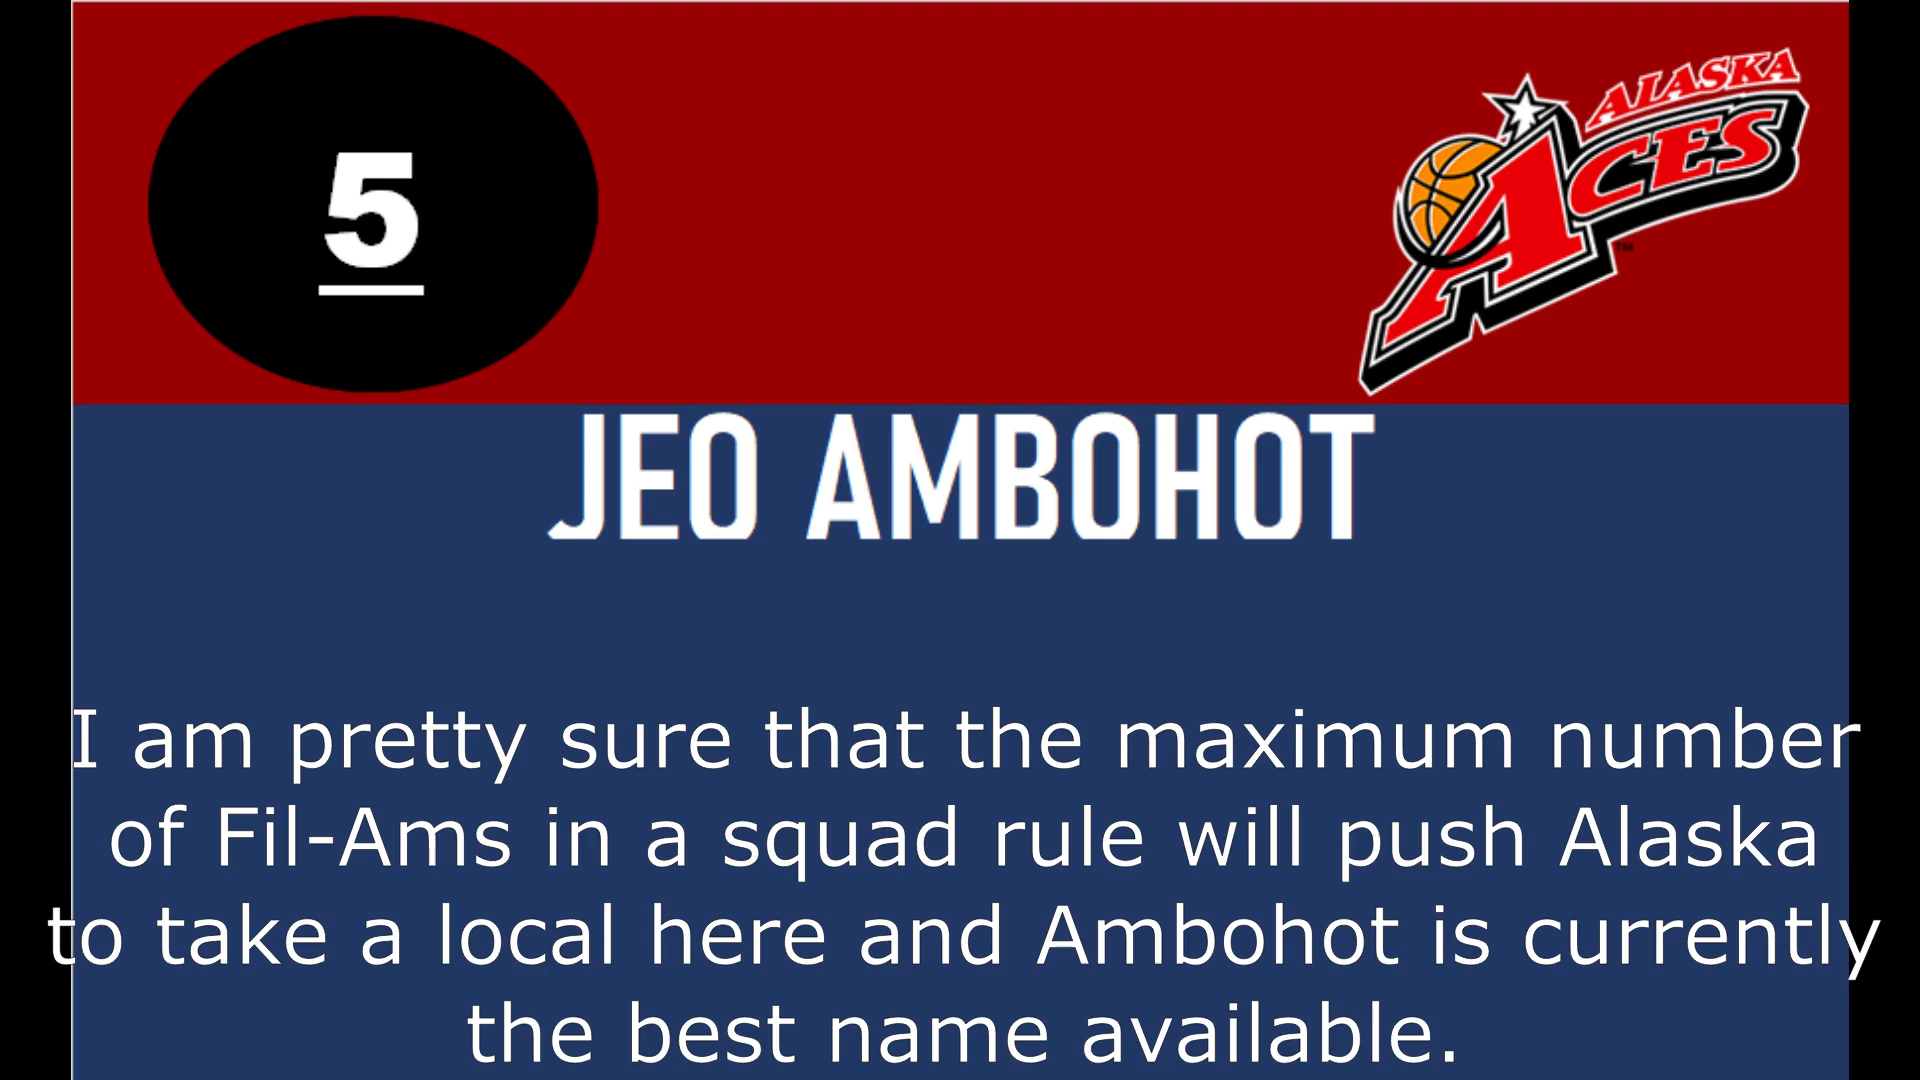 5
ALASKA
ACES
TM
JEO AMBOHOT
I am pretty sure that the maximum number
of Fil-Ams in a squad rule will push Alaska
to take a local here and Ambohot is currently
the best name available.